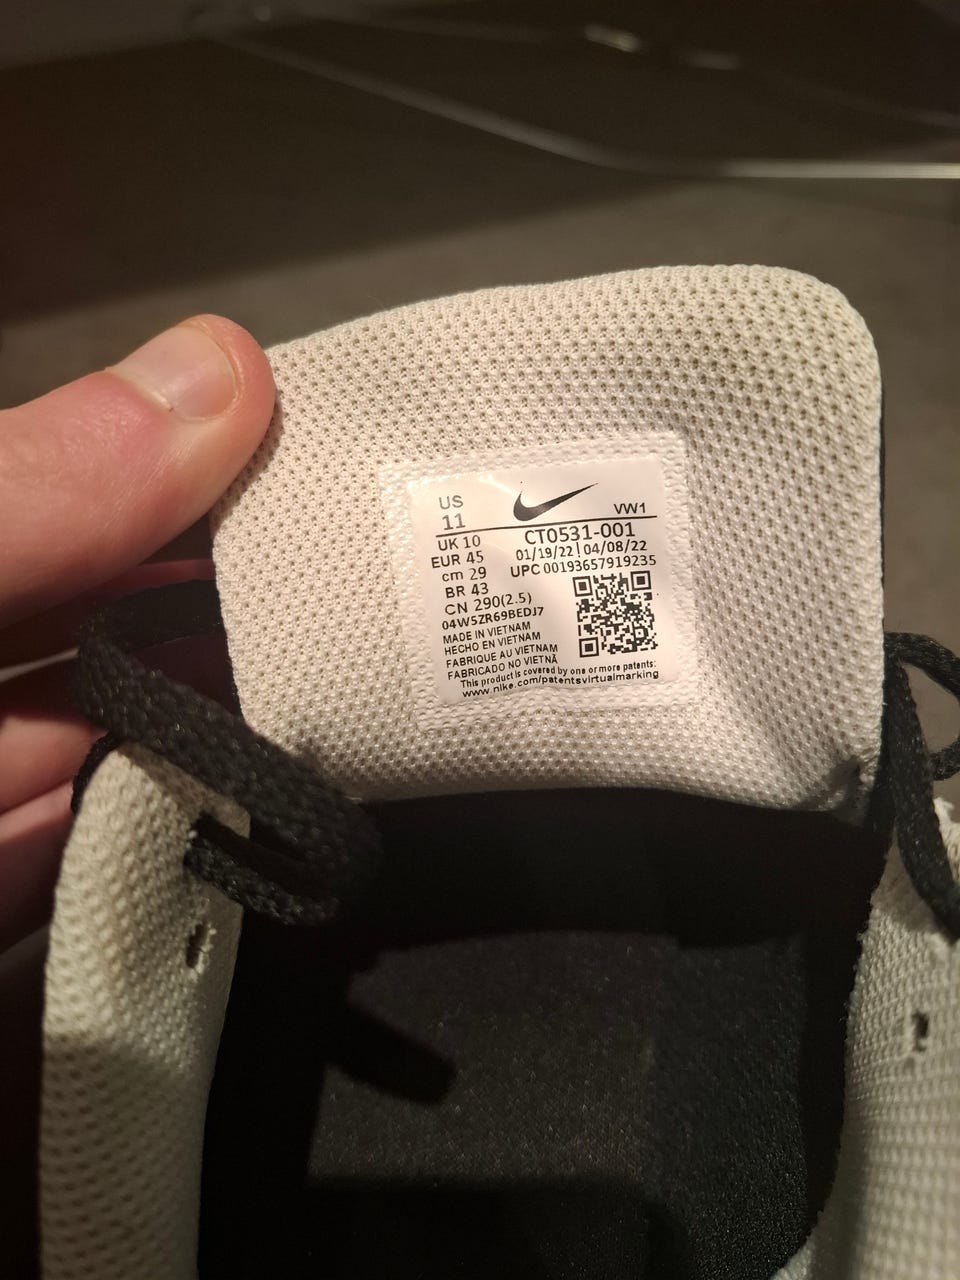 US
11
VW1
UK 10
CT0531-001
EUR 45
01/19/22 | 04/08/22
cm 29
UPC 00193657919235
BR 43
CN 290(2.5)
04W5ZR69BEDJ7
MADE IN VIETNAM
HECHO EN VIETNAM
FABRIQUE AU VIETNAM
FABRICADO NO VIETNÃ
This product is covered by one or more patents:
www.nike.com/patentsvirtualmarking